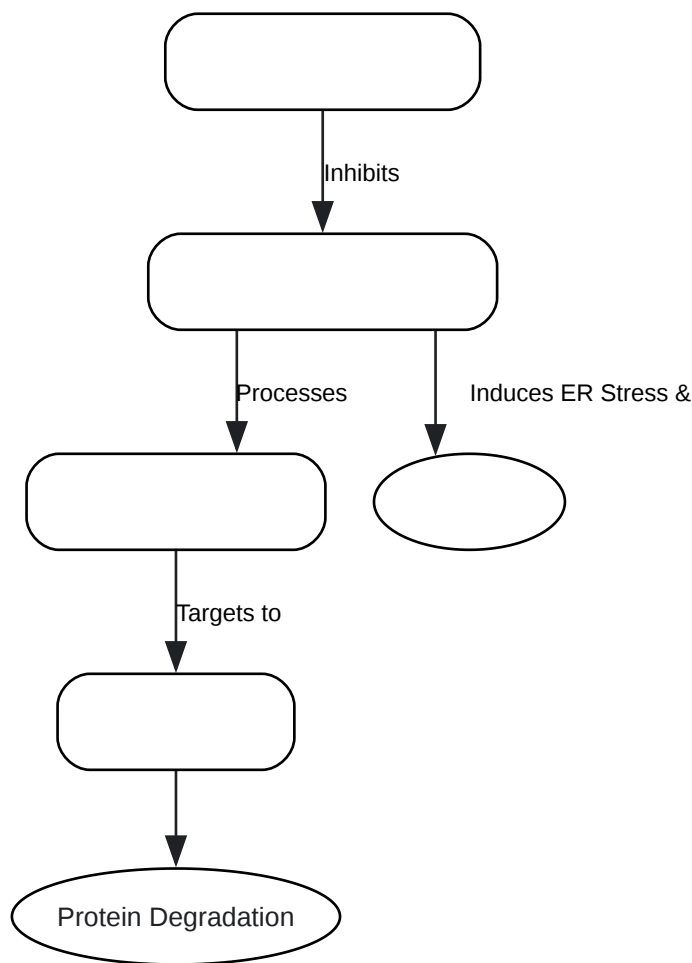 Inhibits
Processes
Induces ER Stress &
Targets to
Protein Degradation